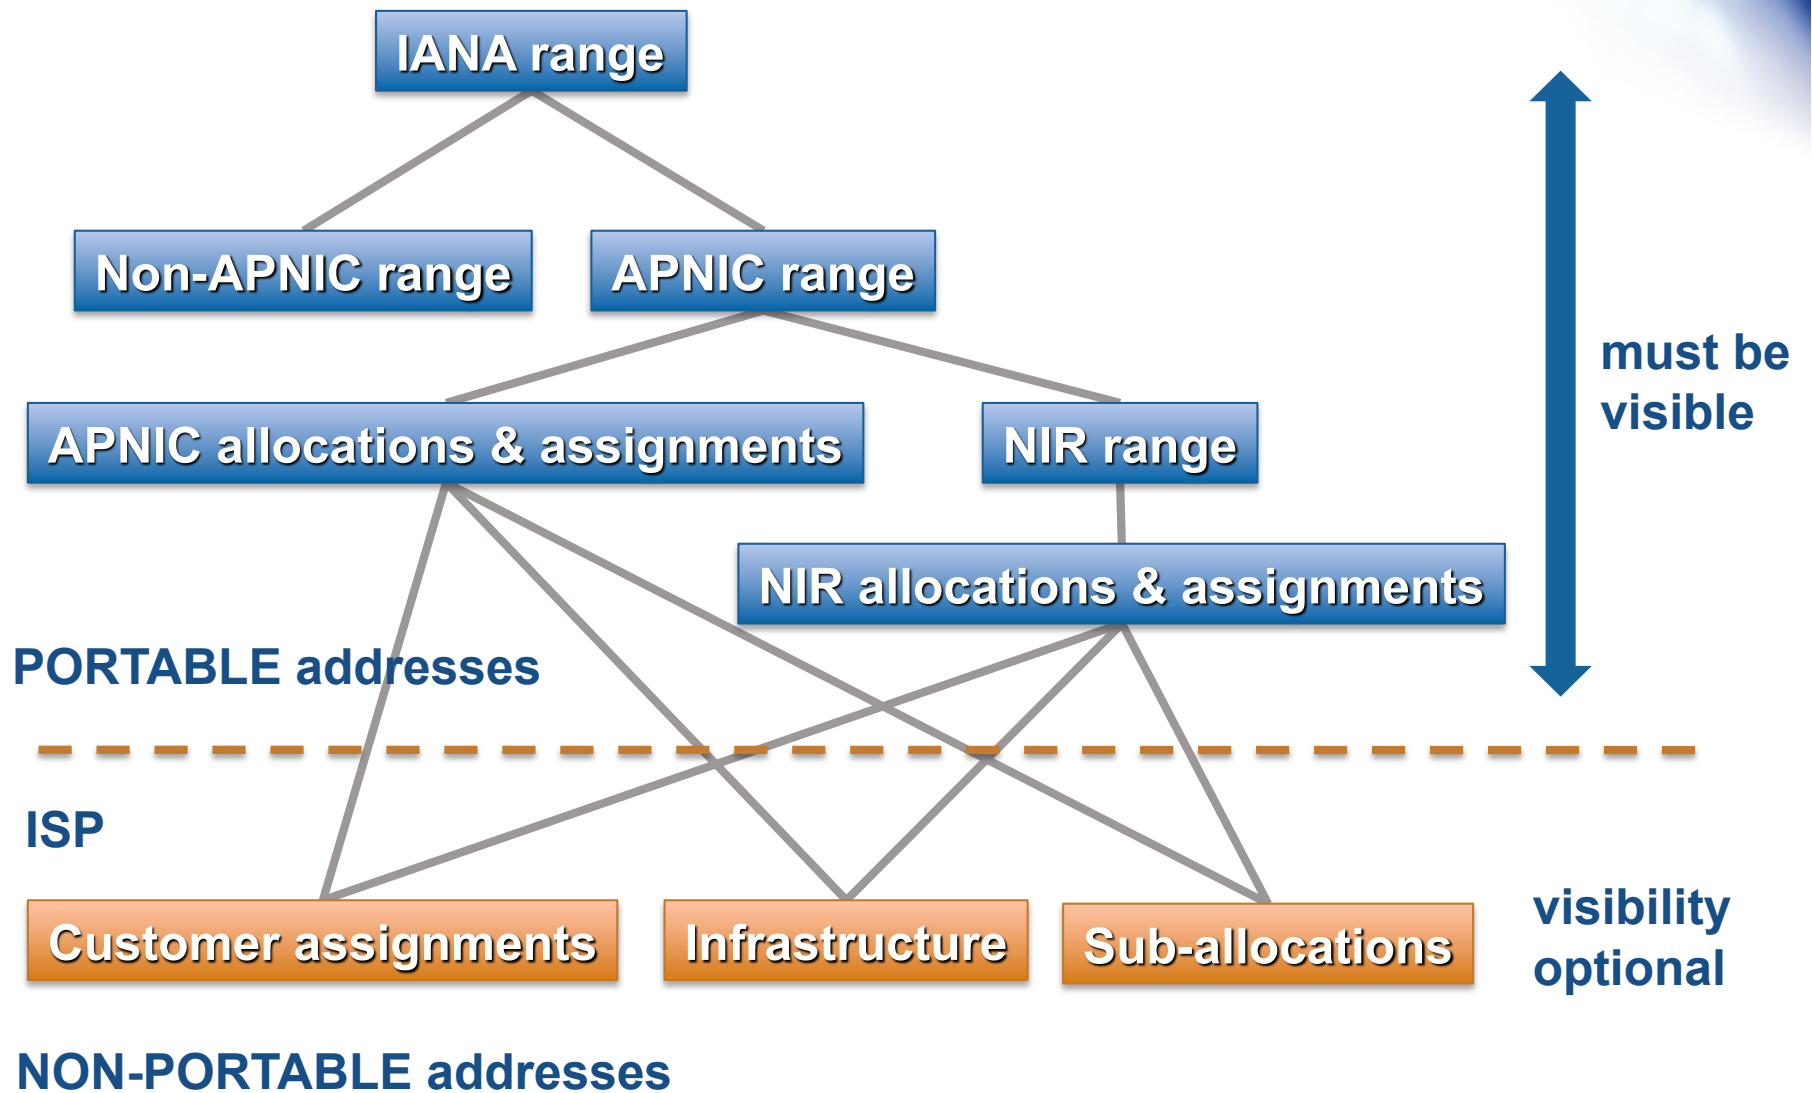 IANA range
Non-APNIC range
APNIC range
must be
visible
APNIC allocations & assignments
NIR range
NIR allocations & assignments
PORTABLE addresses
ISP
Customer assignments
Infrastructure
Sub-allocations
visibility
optional
NON-PORTABLE addresses